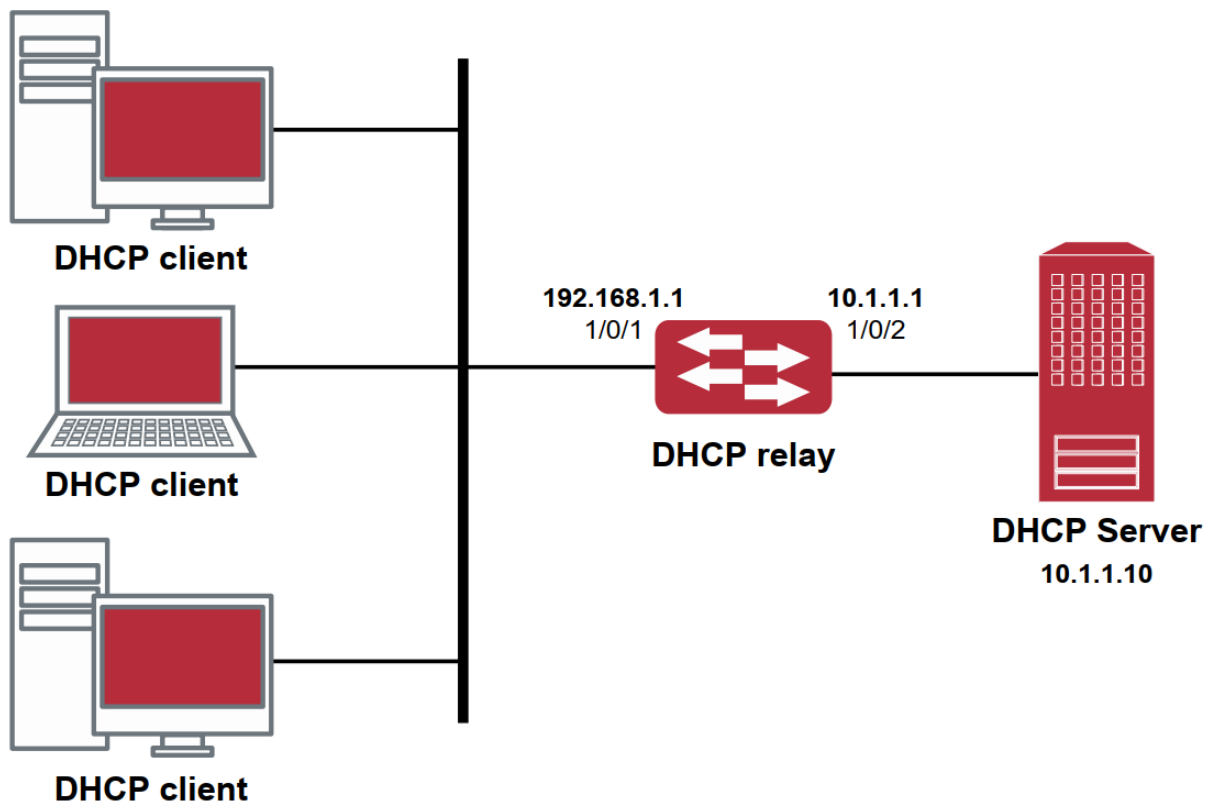 DHCP client
DHCP client
DHCP client
192.168.1.1
1/0/1
10.1.1.1
1/0/2
DHCP relay
DHCP Server
10.1.1.10